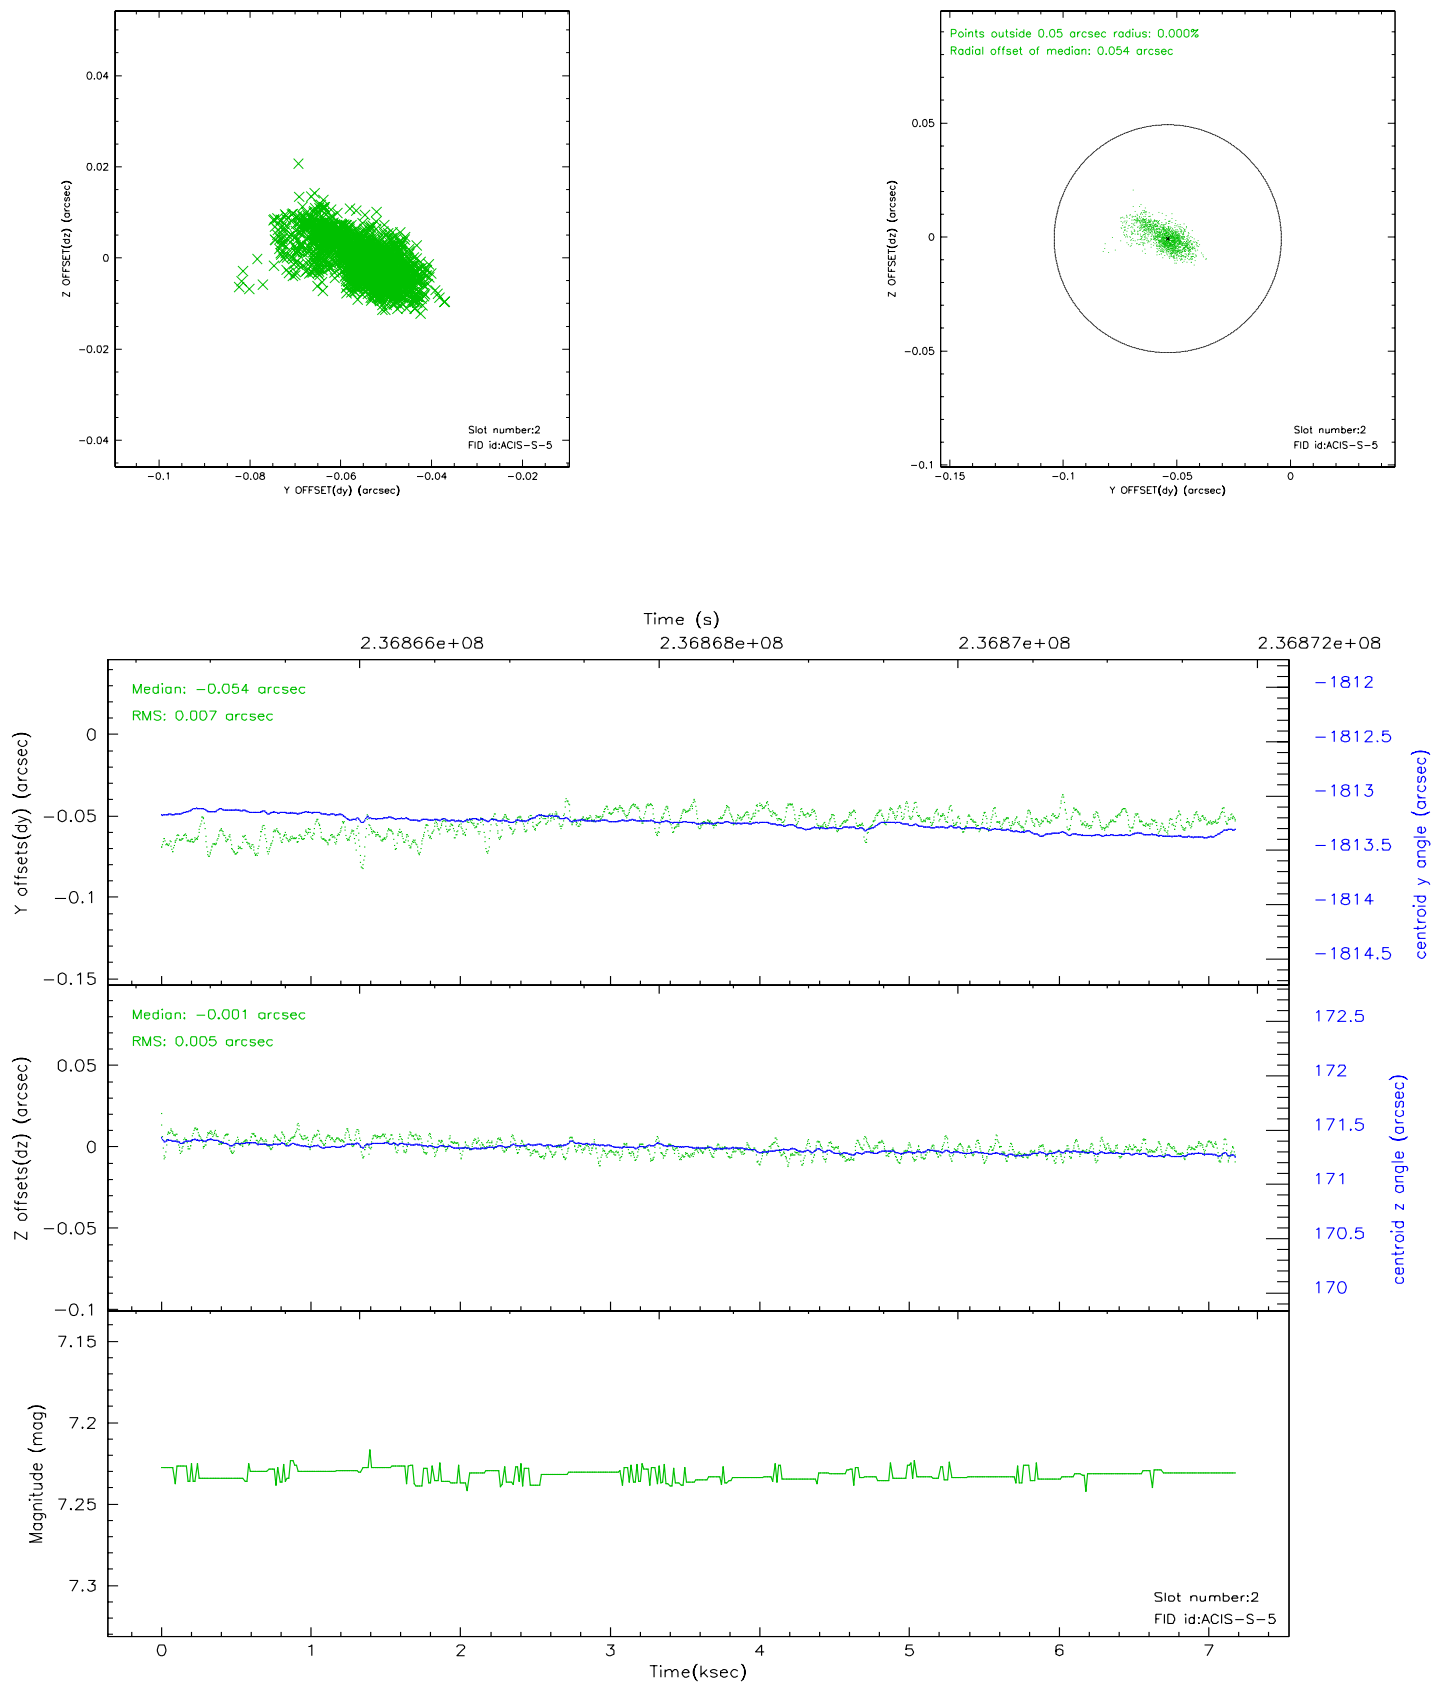 0.04
0.02
0
-0.02
-0.04
Z OFFSET(dz) (arcsec)
Slot number:2
FID id:ACIS-S-5
-0.1 -0.08 -0.06 -0.04 -0.02
Y OFFSET(dy) (arcsec)
Points outside 0.05 arcsec radius: 0.000%
Radial offset of median: 0.054 arcsec
0.05
0
-0.05
-0.1
Z OFFSET(dz) (arcsec)
Slot number:2
FID id:ACIS-S-5
-0.15 -0.1 -0.05 0
Y OFFSET(dy) (arcsec)
Time (s)
2.36866e+08 2.36868e+08 2.3687e+08 2.36872e+08
Median: -0.054 arcsec
RMS: 0.007 arcsec
0
-0.05
-0.1
-0.15
Y offsets(dy) (arcsec)
-1812
-1812.5
-1813
-1813.5
-1814
-1814.5
centroid y angle (arcsec)
Median: -0.001 arcsec
RMS: 0.005 arcsec
0.05
0
-0.05
-0.1
Z offsets(dz) (arcsec)
172.5
172
171.5
171
170.5
170
centroid z angle (arcsec)
7.15
7.2
7.25
7.3
Magnitude (mag)
Slot number:2
FID id:ACIS-S-5
0 1 2 3 4 5 6 7
Time(ksec)